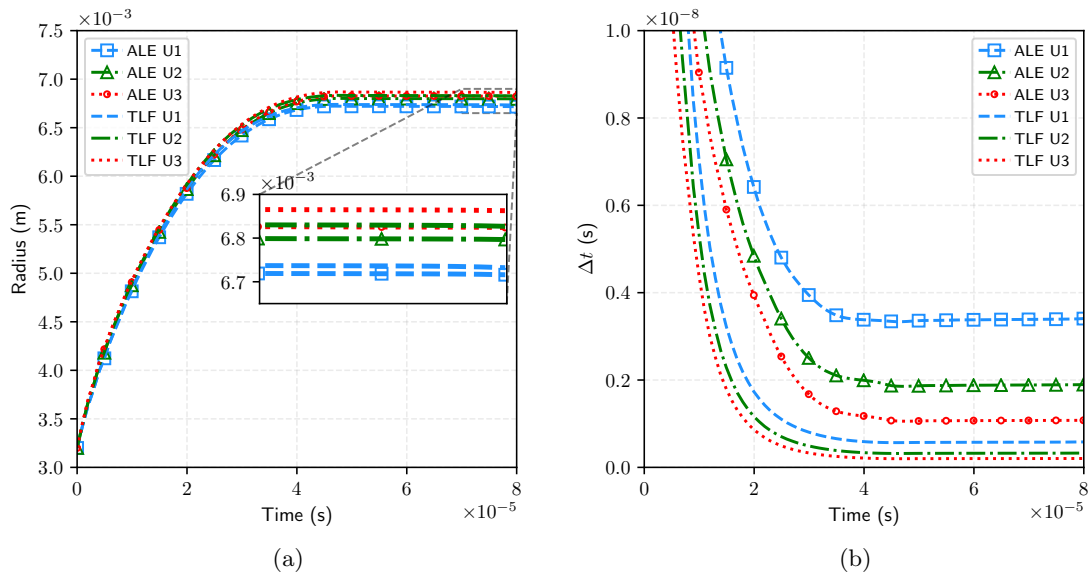 ×10⁻³
7.5
7.0
6.5
6.0
5.5
5.0
4.5
4.0
3.5
3.0
Radius (m)
ALE U1
ALE U2
ALE U3
TLF U1
TLF U2
TLF U3
×10⁻³
6.9
6.8
6.7
0 2 4 6 8
Time (s)
×10⁻⁵
(a)
×10⁻⁸
1.0
0.8
0.6
0.4
0.2
0.0
Δt (s)
ALE U1
ALE U2
ALE U3
TLF U1
TLF U2
TLF U3
0 2 4 6 8
Time (s)
×10⁻⁵
(b)